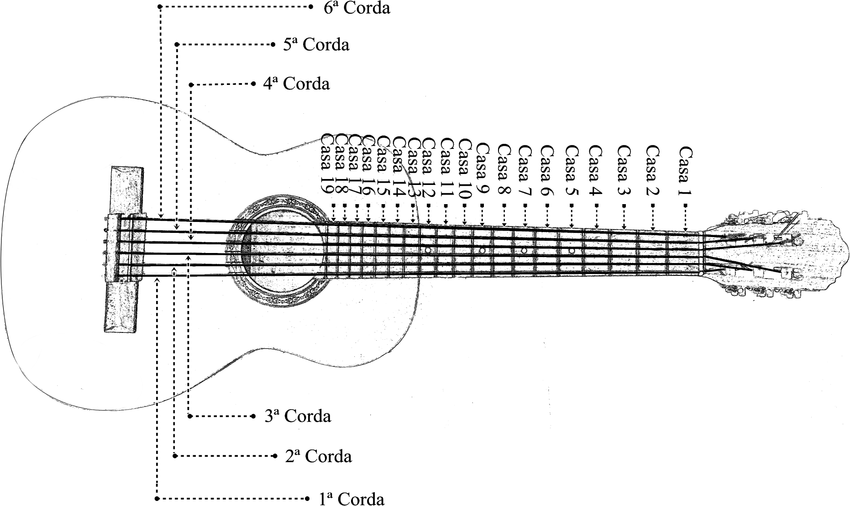 6ª Corda
5ª Corda
4ª Corda
Casa 19
Casa 18
Casa 17
Casa 16
Casa 15
Casa 14
Casa 13
Casa 12
Casa 11
Casa 10
Casa 9
Casa 8
Casa 7
Casa 6
Casa 5
Casa 4
Casa 3
Casa 2
Casa 1
3ª Corda
2ª Corda
1ª Corda